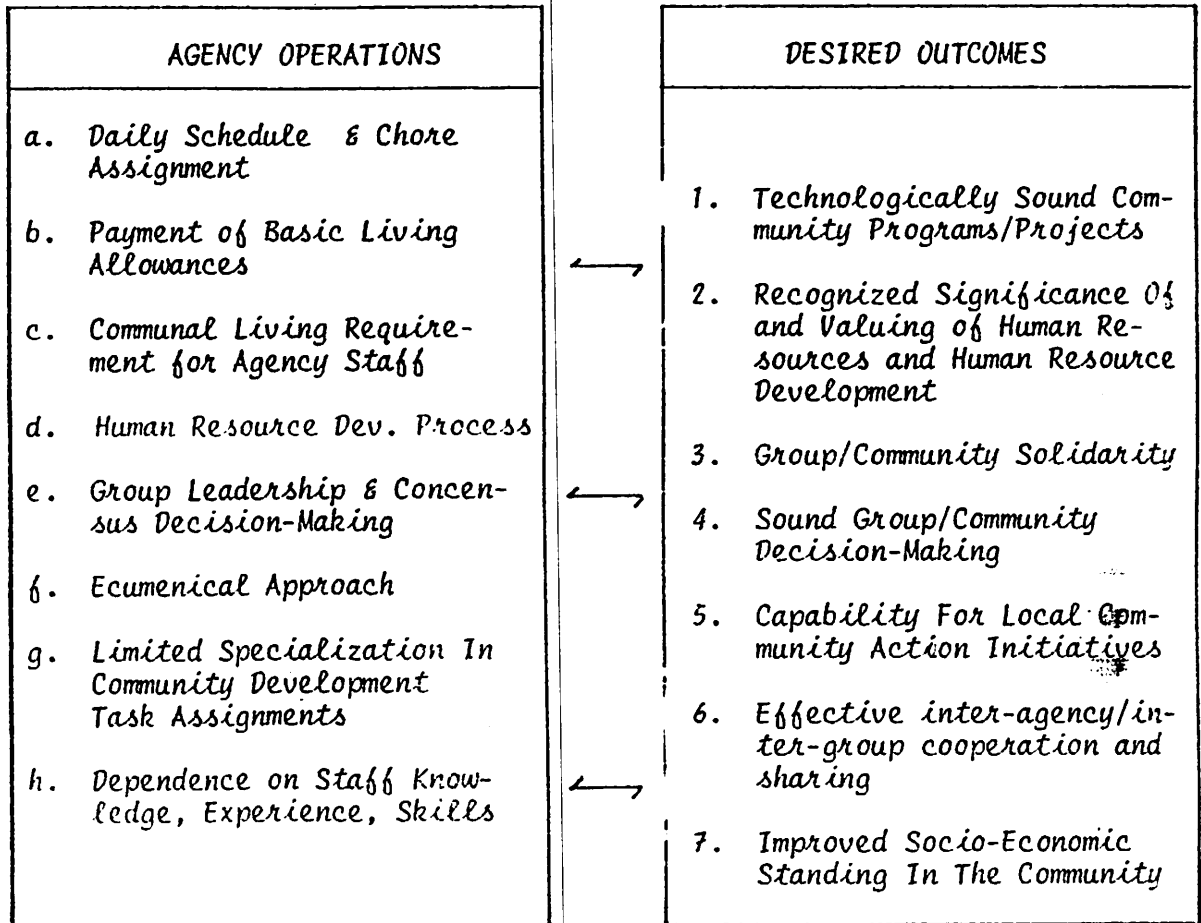 AGENCY OPERATIONS
a. Daily Schedule & Chore
Assignment
b. Payment of Basic Living
Allowances
c. Communal Living Require-
ment for Agency Staff
d. Human Resource Dev. Process
e. Group Leadership & Concen-
sus Decision-Making
f. Ecumenical Approach
g. Limited Specialization In
Community Development
Task Assignments
h. Dependence on Staff Know-
ledge, Experience, Skills
DESIRED OUTCOMES
1. Technologically Sound Com-
munity Programs/Projects
2. Recognized Significance Of
and Valuing of Human Re-
sources and Human Resource
Development
3. Group/Community Solidarity
4. Sound Group/Community
Decision-Making
5. Capability For Local Com-
munity Action Initiatives
6. Effective inter-agency/in-
ter-group cooperation and
sharing
7. Improved Socio-Economic
Standing In The Community